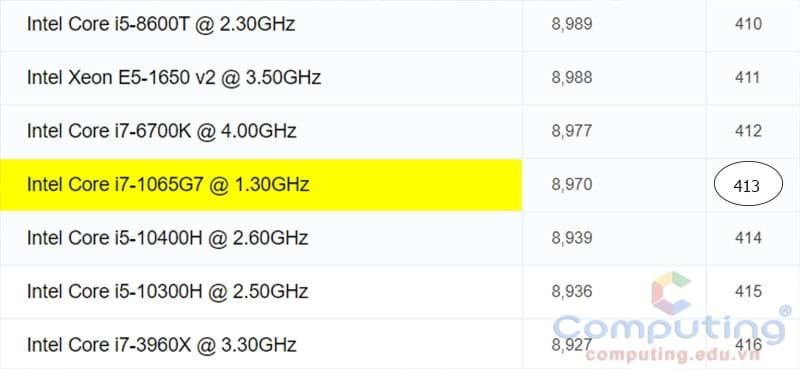 Intel Core i5-8600T @ 2.30GHz 8,989 410
Intel Xeon E5-1650 v2 @ 3.50GHz 8,988 411
Intel Core i7-6700K @ 4.00GHz 8,977 412
Intel Core i7-1065G7 @ 1.30GHz 8,970 413
Intel Core i5-10400H @ 2.60GHz 8,939 414
Intel Core i5-10300H @ 2.50GHz 8,936 415
Intel Core i7-3960X @ 3.30GHz 8,927 416
Computing®
computing.edu.vn